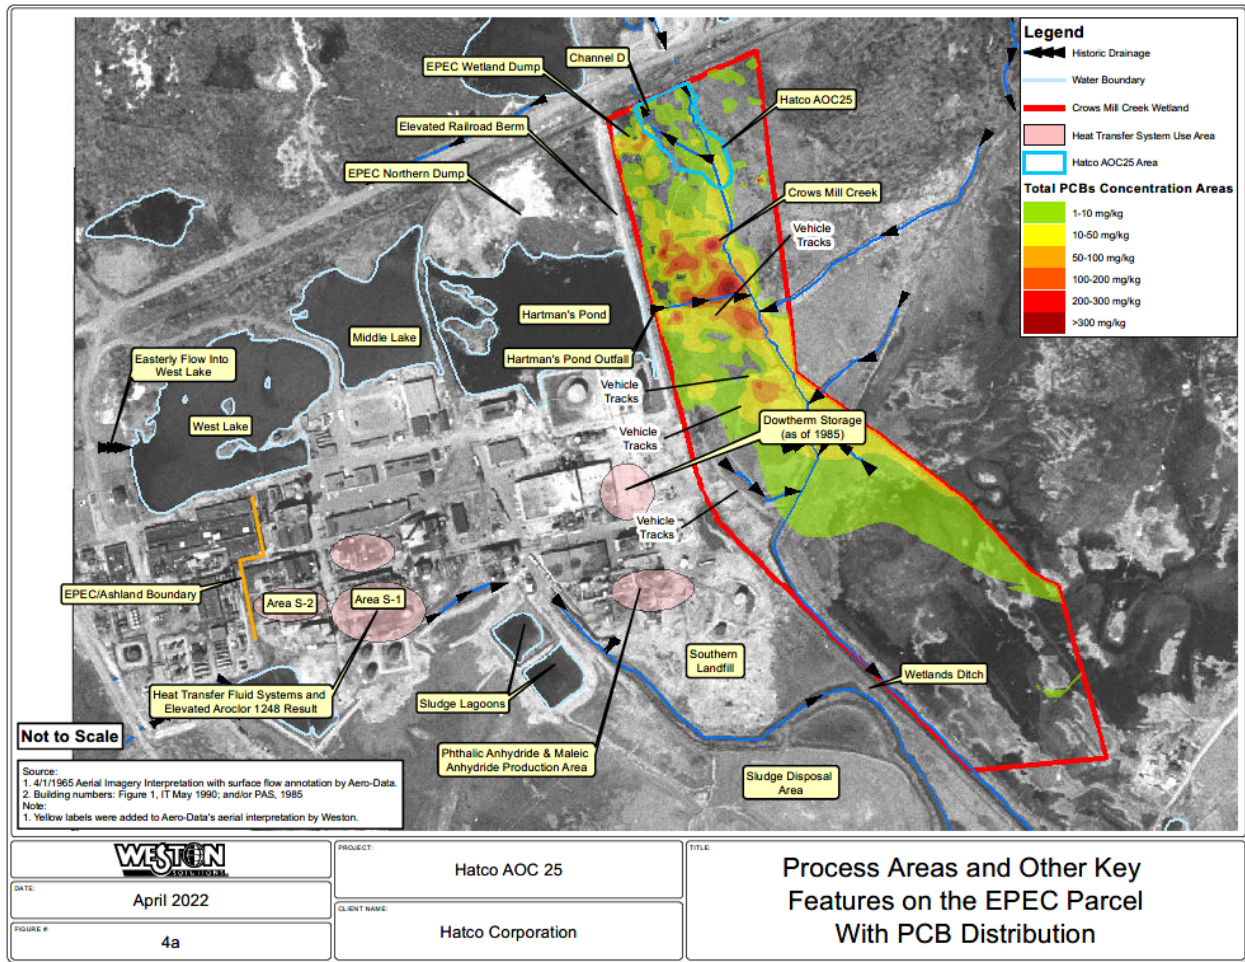 Channel D
EPEC Wetland Dump
Hatco AOC25
Elevated Railroad Berm
EPEC Northern Dump
Crows Mill Creek
Vehicle
Tracks
Hartman's Pond
Middle Lake
Hartman's Pond Outfall
Easterly Flow Into
West Lake
West Lake
Vehicle
Tracks
Vehicle
Tracks
Dowtherm Storage
(as of 1985)
Vehicle
Tracks
EPEC/Ashland Boundary
Area S-2
Area S-1
Southern
Landfill
Wetlands Ditch
Heat Transfer Fluid Systems and
Elevated Aroclor 1248 Result
Sludge Lagoons
Phthalic Anhydride & Maleic
Anhydride Production Area
Sludge Disposal
Area
Legend
Historic Drainage
Water Boundary
Crows Mill Creek Wetland
Heat Transfer System Use Area
Hatco AOC25 Area
Total PCBs Concentration Areas
1-10 mg/kg
10-50 mg/kg
50-100 mg/kg
100-200 mg/kg
200-300 mg/kg
>300 mg/kg
Not to Scale
Source:
1. 4/1/1965 Aerial Imagery Interpretation with surface flow annotation by Aero-Data.
2. Building numbers: Figure 1, IT May 1990; and/or PAS, 1985
Note:
1. Yellow labels were added to Aero-Data's aerial interpretation by Weston.
WESTON
SOLUTIONS
DATE:
April 2022
FIGURE #:
4a
PROJECT:
Hatco AOC 25
CLIENT NAME:
Hatco Corporation
TITLE:
Process Areas and Other Key
Features on the EPEC Parcel
With PCB Distribution